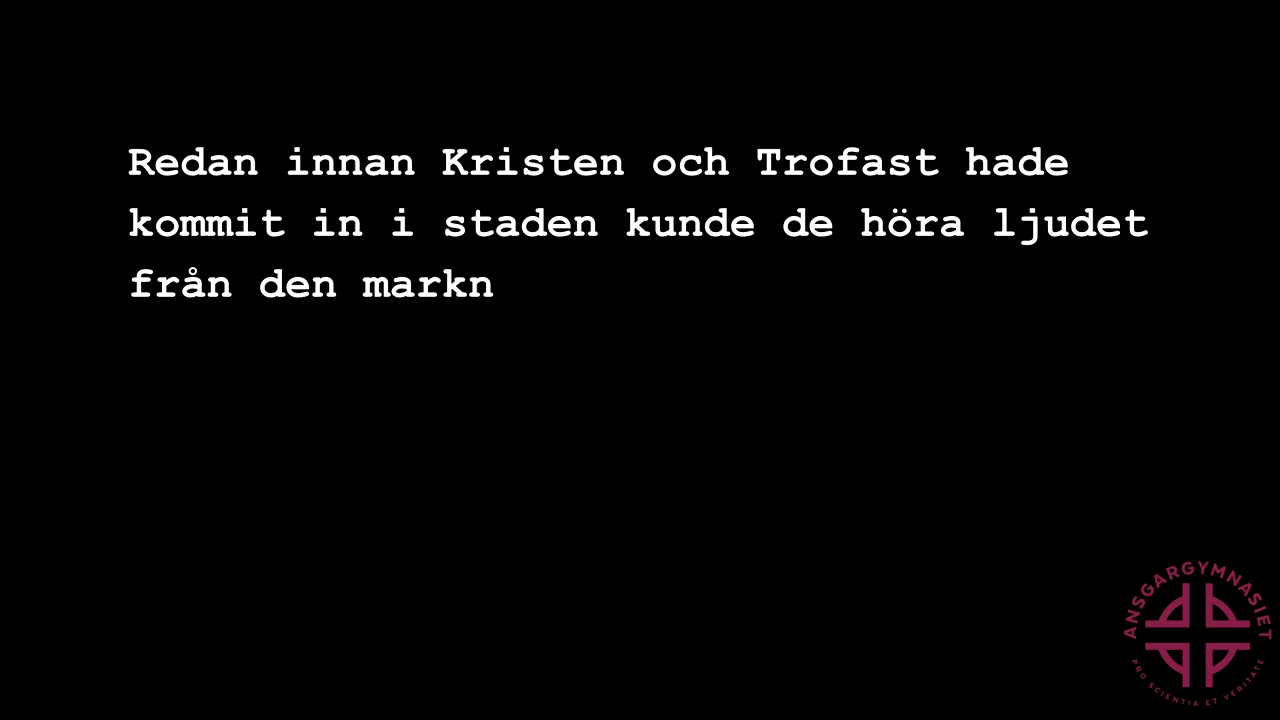 Redan innan Kristen och Trofast hade
kommit in i staden kunde de höra ljudet
från den markn
ANSGARGYMNASIET
PRO SCIENTIA ET VERITATE